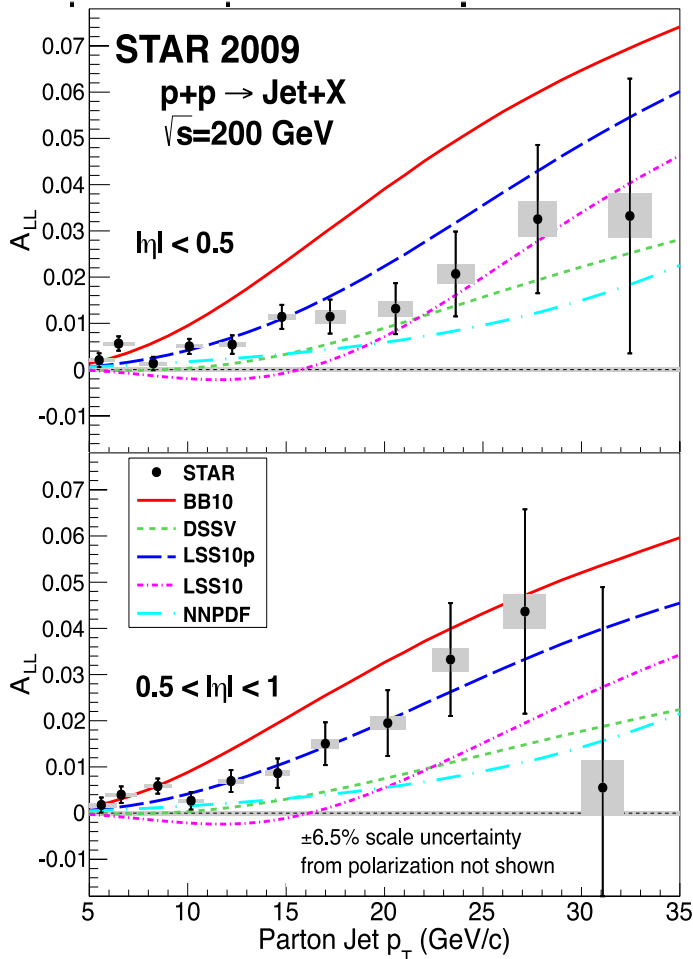 0.07
0.06
0.05
0.04
0.03
0.02
0.01
0
-0.01
A_LL
STAR 2009
p+p → Jet+X
√s=200 GeV
|η| < 0.5
0.07
0.06
0.05
0.04
0.03
0.02
0.01
0
-0.01
A_LL
STAR
BB10
DSSV
LSS10p
LSS10
NNPDF
0.5 < |η| < 1
±6.5% scale uncertainty
from polarization not shown
5 10 15 20 25 30 35
Parton Jet p_T (GeV/c)